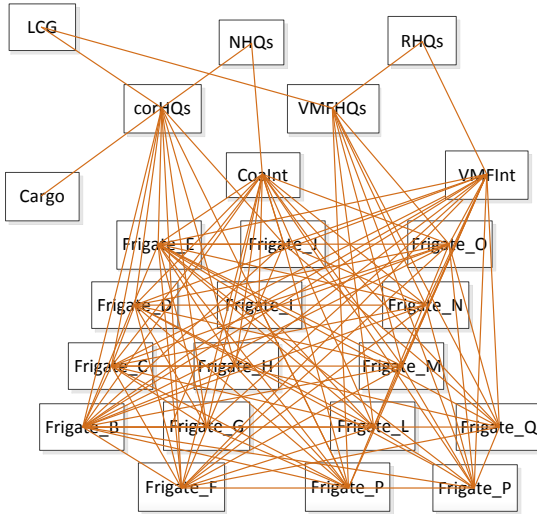 LCG
NHQs
RHQs
corHQs
VMFHQs
CoaInt
VMFInt
Cargo
Frigate_E
Frigate_J
Frigate_O
Frigate_D
Frigate_I
Frigate_N
Frigate_C
Frigate_H
Frigate_M
Frigate_B
Frigate_G
Frigate_L
Frigate_Q
Frigate_F
Frigate_P
Frigate_P